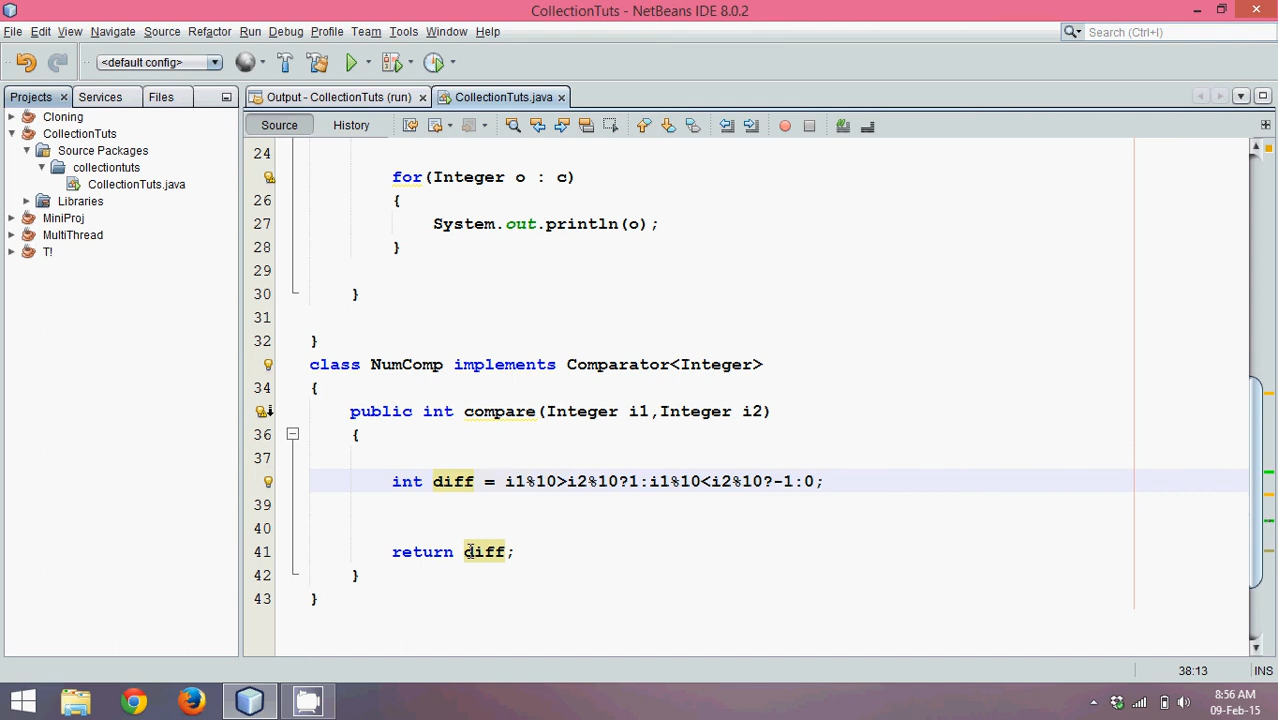 CollectionTuts - NetBeans IDE 8.0.2
File Edit View Navigate Source Refactor Run Debug Profile Team Tools Window Help
Search (Ctrl+I)
<default config>
Projects Services Files
Output - CollectionTuts (run) CollectionTuts.java
Cloning
CollectionTuts
Source Packages
collectiontuts
CollectionTuts.java
Libraries
MiniProj
MultiThread
T!
Source History
24
for(Integer o : c)
26 {
27 System.out.println(o);
28 }
29
30 }
31
32 }
class NumComp implements Comparator<Integer>
34 {
public int compare(Integer i1,Integer i2)
36 {
37
int diff = i1%10>i2%10?1:i1%10<i2%10?-1:0;
39
40
41 return diff;
42 }
43 }
38:13 INS
8:56 AM
09-Feb-15